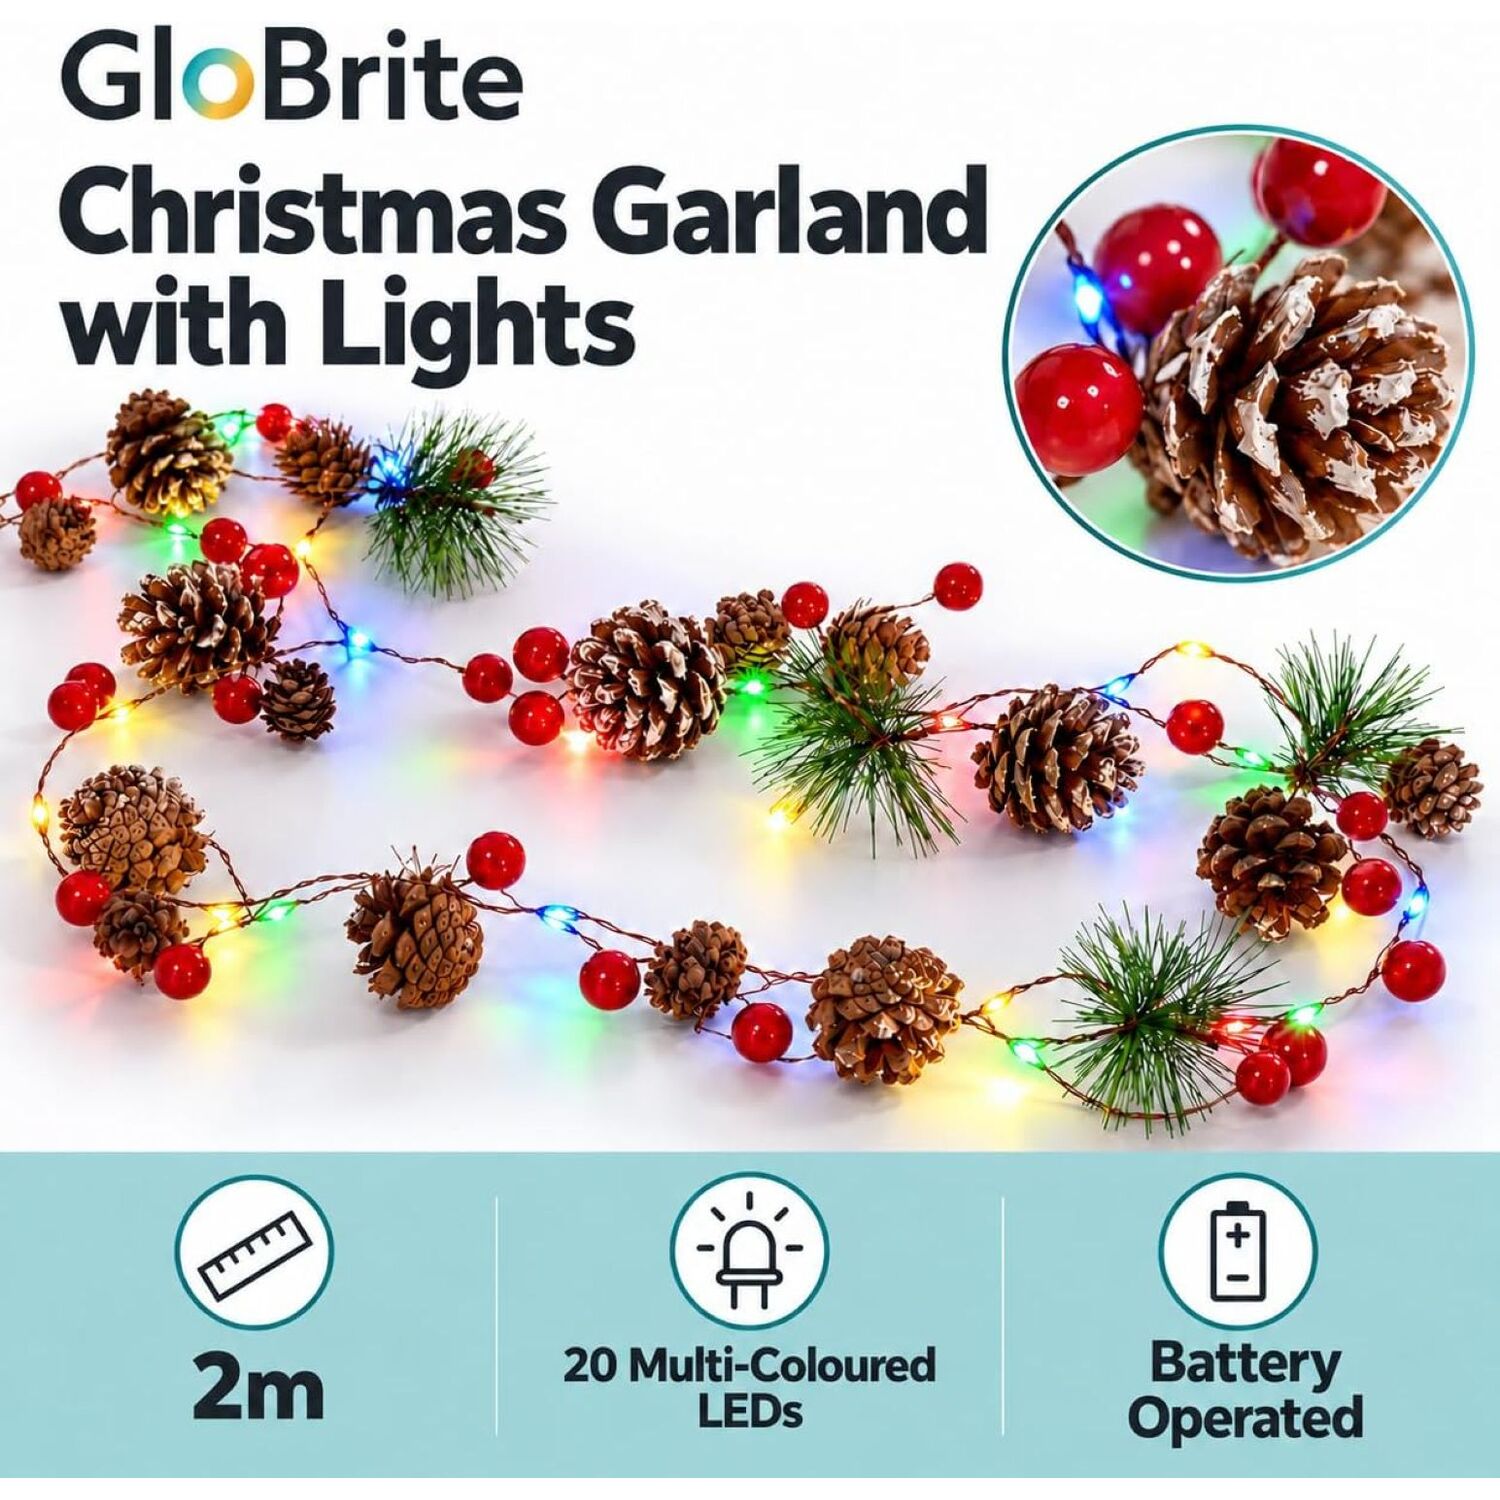 GloBrite
Christmas Garland
with Lights
2m
20 Multi-Coloured
LEDs
Battery
Operated